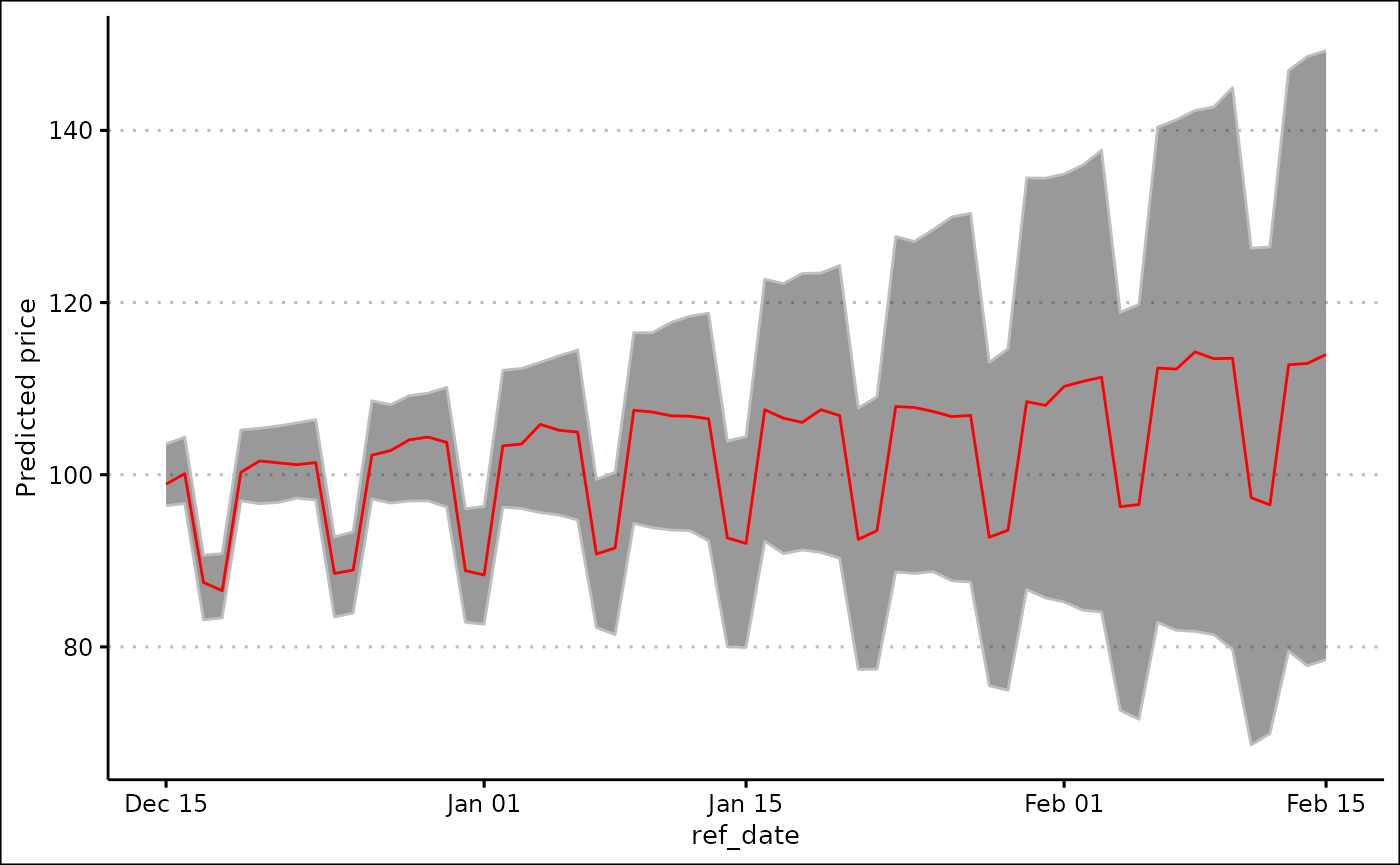 Predicted price
140
120
100
80
Dec 15
Jan 01
Jan 15
Feb 01
Feb 15
ref_date